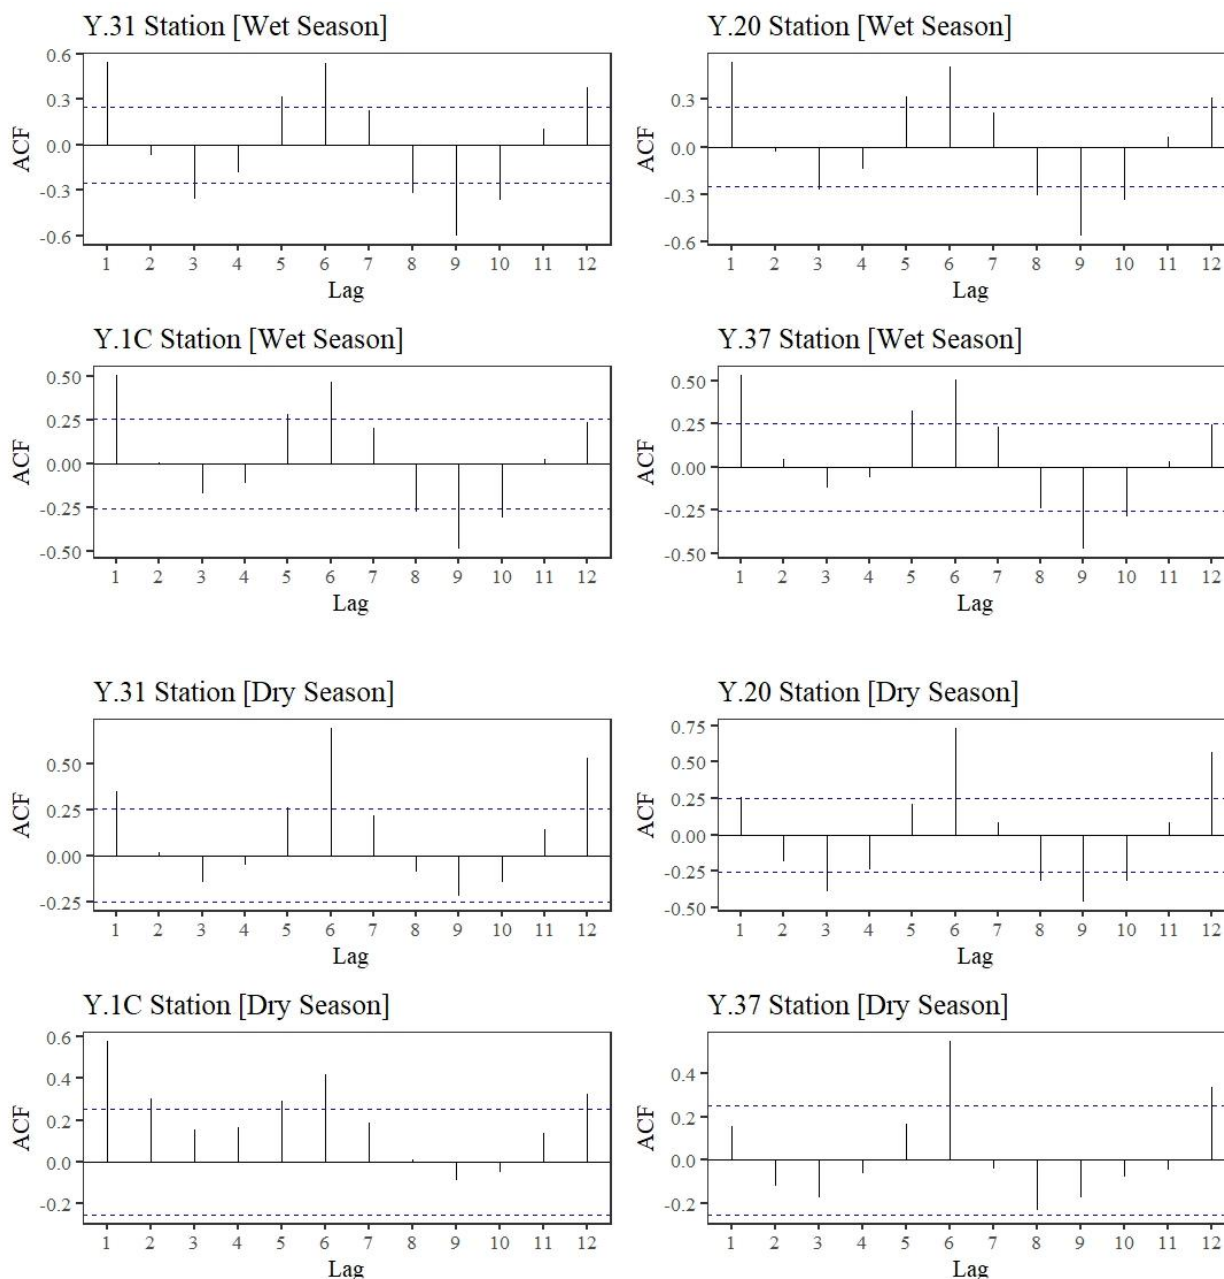 Y.31 Station [Wet Season]
0.6
0.3
0.0
-0.3
-0.6
ACF
1 2 3 4 5 6 7 8 9 10 11 12
Lag
Y.20 Station [Wet Season]
0.3
0.0
-0.3
-0.6
ACF
1 2 3 4 5 6 7 8 9 10 11 12
Lag
Y.1C Station [Wet Season]
0.50
0.25
0.00
-0.25
-0.50
ACF
1 2 3 4 5 6 7 8 9 10 11 12
Lag
Y.37 Station [Wet Season]
0.50
0.25
0.00
-0.25
-0.50
ACF
1 2 3 4 5 6 7 8 9 10 11 12
Lag
Y.31 Station [Dry Season]
0.50
0.25
0.00
-0.25
ACF
1 2 3 4 5 6 7 8 9 10 11 12
Lag
Y.20 Station [Dry Season]
0.75
0.50
0.25
0.00
-0.25
-0.50
ACF
1 2 3 4 5 6 7 8 9 10 11 12
Lag
Y.1C Station [Dry Season]
0.6
0.4
0.2
0.0
-0.2
ACF
1 2 3 4 5 6 7 8 9 10 11 12
Lag
Y.37 Station [Dry Season]
0.4
0.2
0.0
-0.2
ACF
1 2 3 4 5 6 7 8 9 10 11 12
Lag